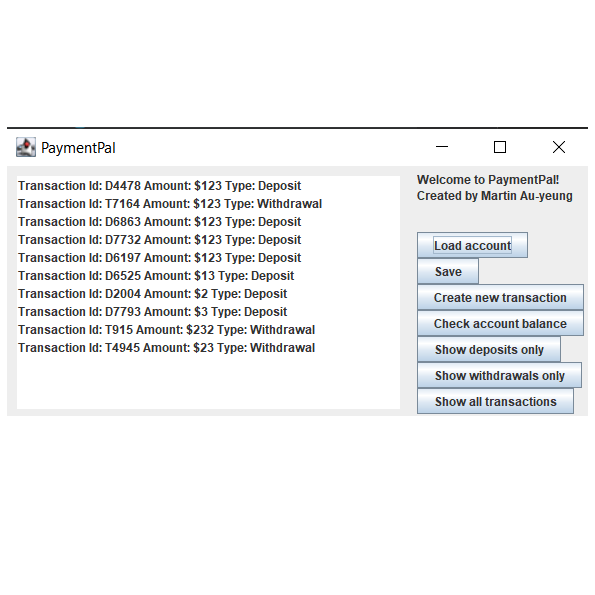 PaymentPal
Transaction Id: D4478 Amount: $123 Type: Deposit
Transaction Id: T7164 Amount: $123 Type: Withdrawal
Transaction Id: D6863 Amount: $123 Type: Deposit
Transaction Id: D7732 Amount: $123 Type: Deposit
Transaction Id: D6197 Amount: $123 Type: Deposit
Transaction Id: D6525 Amount: $13 Type: Deposit
Transaction Id: D2004 Amount: $2 Type: Deposit
Transaction Id: D7793 Amount: $3 Type: Deposit
Transaction Id: T915 Amount: $232 Type: Withdrawal
Transaction Id: T4945 Amount: $23 Type: Withdrawal
Welcome to PaymentPal!
Created by Martin Au-yeung
Load account
Save
Create new transaction
Check account balance
Show deposits only
Show withdrawals only
Show all transactions